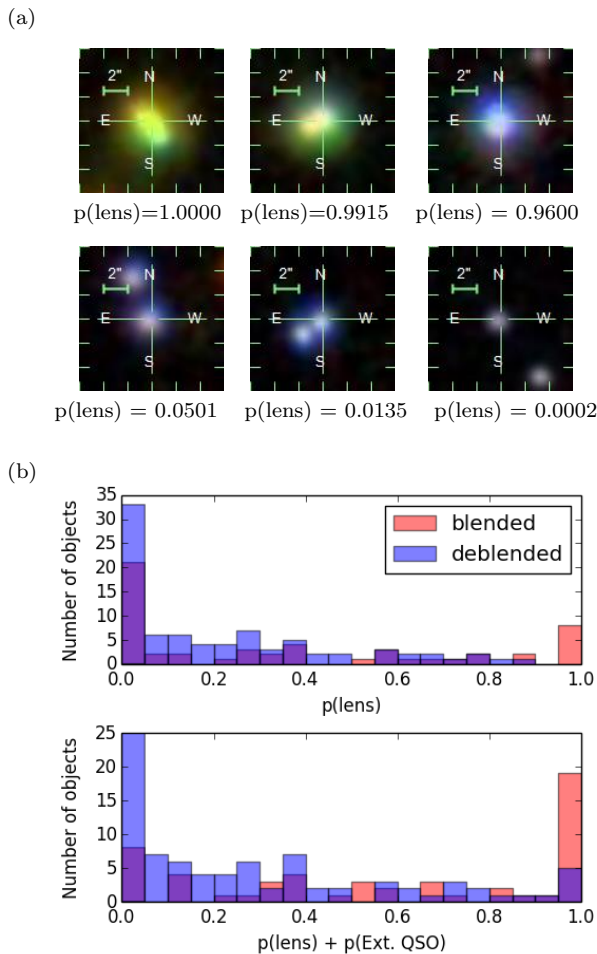 (a)
2" N 2" N 2" N
E W E W E W
S S S
p(lens)=1.0000 p(lens)=0.9915 p(lens) = 0.9600
2" N 2" N 2" N
E W E W E W
S S S
p(lens) = 0.0501 p(lens) = 0.0135 p(lens) = 0.0002
(b)
Number of objects
35
30
25
20
15
10
5
0
blended
deblended
0.0 0.2 0.4 0.6 0.8 1.0
p(lens)
Number of objects
25
20
15
10
5
0
0.0 0.2 0.4 0.6 0.8 1.0
p(lens) + p(Ext. QSO)